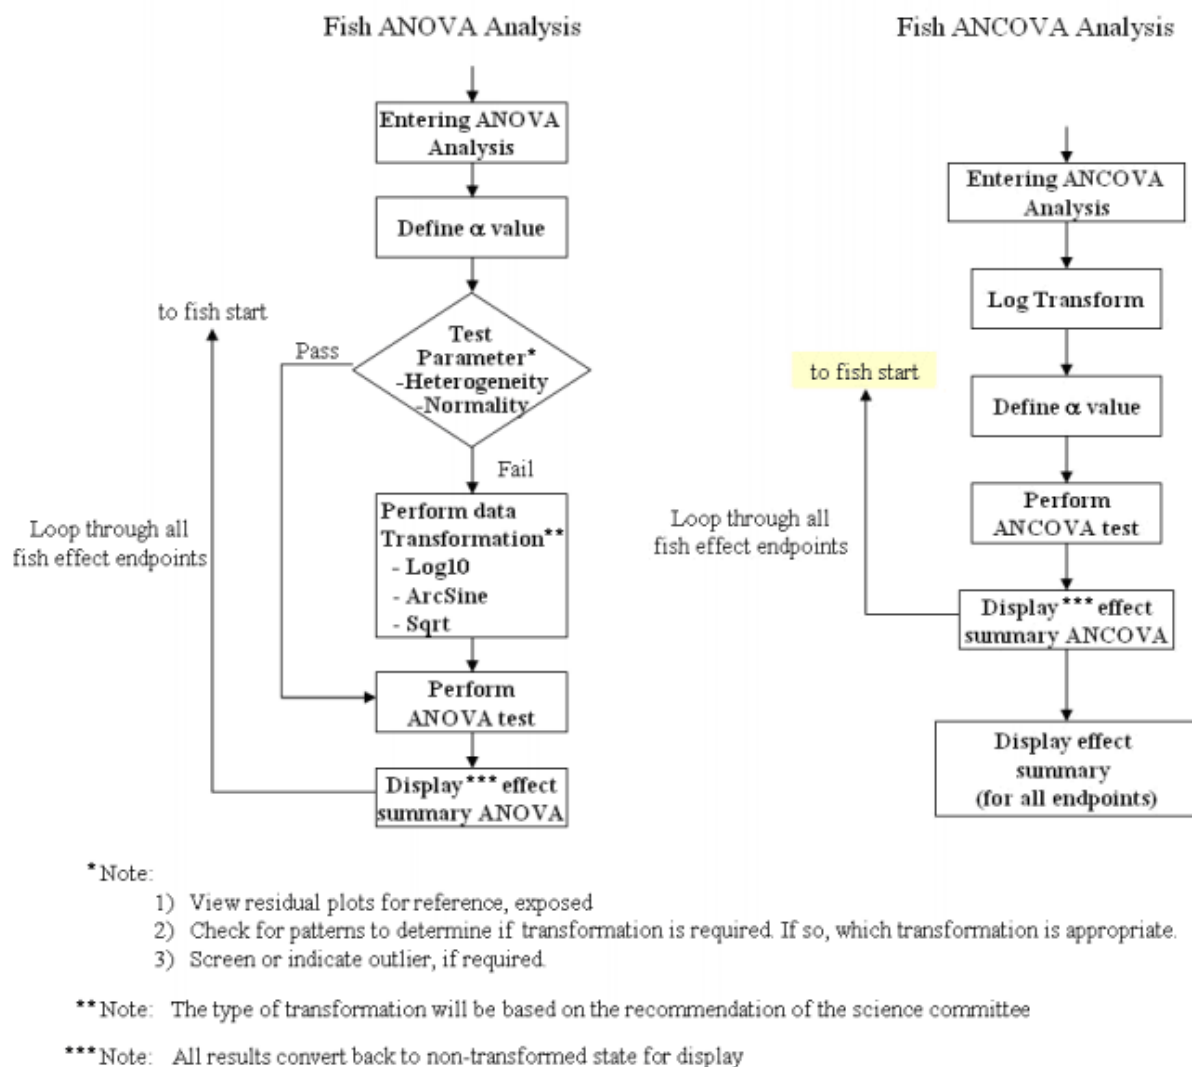 Fish ANOVA Analysis
Entering ANOVA
Analysis
Define α value
Test
Parameter*
-Heterogeneity
-Normality
Pass
Fail
to fish start
Loop through all
fish effect endpoints
Perform data
Transformation**
- Log10
- ArcSine
- Sqrt
Perform
ANOVA test
Display*** effect
summary ANOVA
Fish ANCOVA Analysis
Entering ANCOVA
Analysis
Log Transform
Define α value
Perform
ANCOVA test
to fish start
Loop through all
fish effect endpoints
Display*** effect
summary ANCOVA
Display effect
summary
(for all endpoints)
*Note:
1) View residual plots for reference, exposed
2) Check for patterns to determine if transformation is required. If so, which transformation is appropriate.
3) Screen or indicate outlier, if required.
**Note: The type of transformation will be based on the recommendation of the science committee
***Note: All results convert back to non-transformed state for display